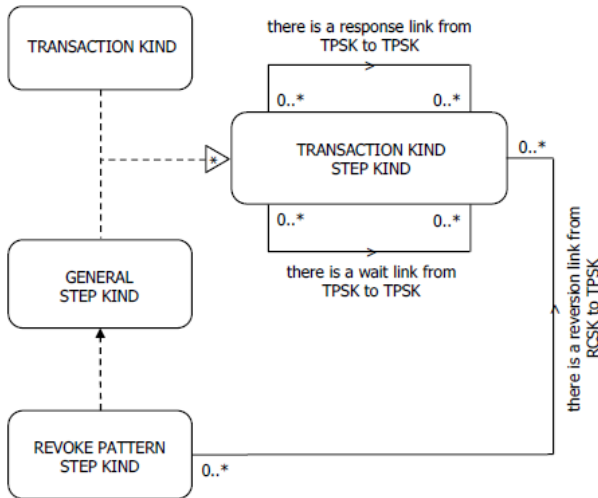 there is a response link from
TPSK to TPSK
TRANSACTION KIND
0..*
0..*
TRANSACTION KIND
STEP KIND
*
0..*
0..*
0..*
there is a wait link from
TPSK to TPSK
GENERAL
STEP KIND
there is a reversion link from
RCSK to TPSK
REVOKE PATTERN
STEP KIND
0..*